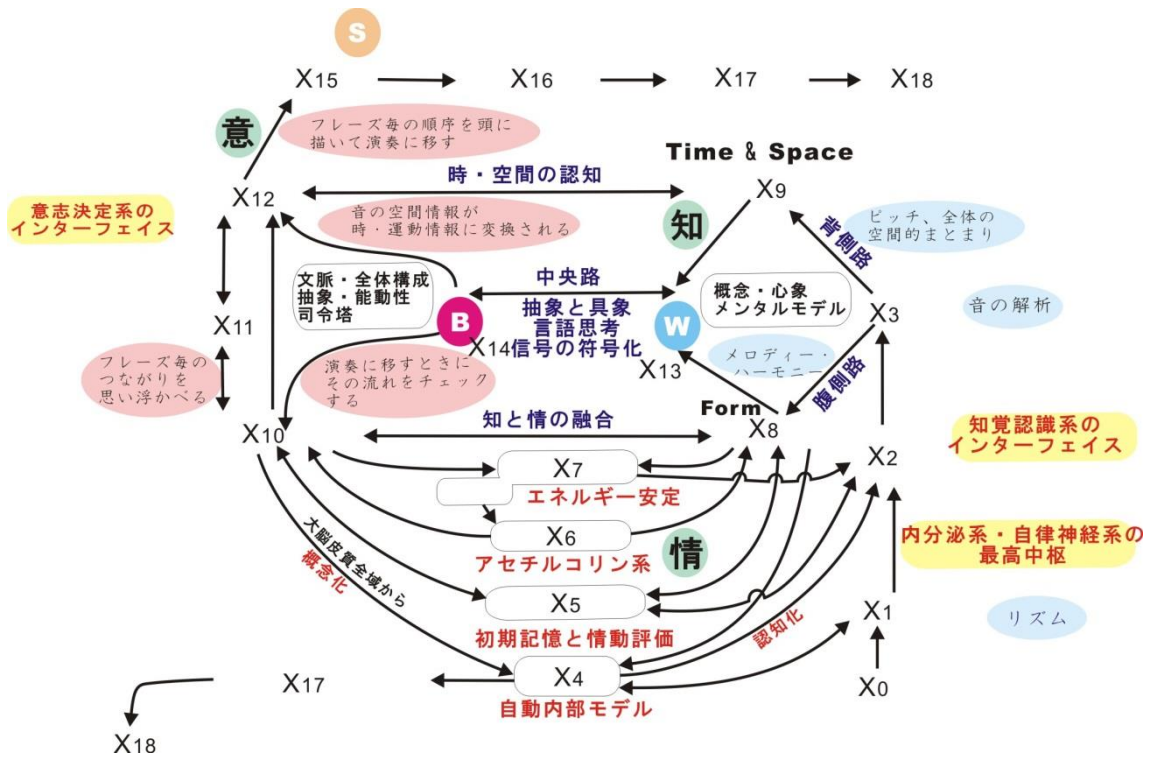 S
X15
X16
X17
X18
意
フレーズ毎の順序を頭に
描いて演奏に移す
Time & Space
時・空間の認知
X12
X9
意志決定系の
インターフェイス
音の空間情報が
時・運動情報に変換される
知
ピッチ、全体の
空間的まとまり
背側路
文脈・全体構成
抽象・能動性
司令塔
中央路
概念・心象
メンタルモデル
B
W
X3
音の解析
抽象と具象
言語思考
信号の符号化
X11
X14
X13
メロディー・
ハーモニー
腹側路
フレーズ毎の
つながりを
思い浮かべる
演奏に移すときに
その流れをチェック
する
Form
知と情の融合
X10
X8
知覚認識系の
インターフェイス
X7
X2
エネルギー安定
内分泌系・自律神経系の
最高中枢
X6
情
アセチルコリン系
大脳皮質全域から
概念化
X5
X1
リズム
初期記憶と情動評価
認知化
X17
X4
X0
自動内部モデル
X18